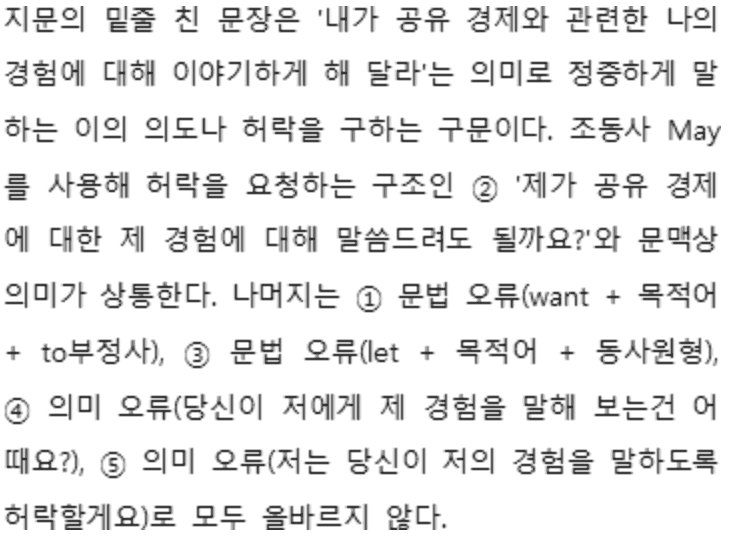 지문의 밑줄 친 문장은 '내가 공유 경제와 관련한 나의
경험에 대해 이야기하게 해 달라'는 의미로 정중하게 말
하는 이의 의도나 허락을 구하는 구문이다. 조동사 May
를 사용해 허락을 요청하는 구조인 ② '제가 공유 경제
에 대한 제 경험에 대해 말씀드려도 될까요?'와 문맥상
의미가 상통한다. 나머지는 ① 문법 오류(want + 목적어
+ to부정사), ③ 문법 오류(let + 목적어 + 동사원형),
④ 의미 오류(당신이 저에게 제 경험을 말해 보는건 어
때요?), ⑤ 의미 오류(저는 당신이 저의 경험을 말하도록
허락할게요)로 모두 올바르지 않다.